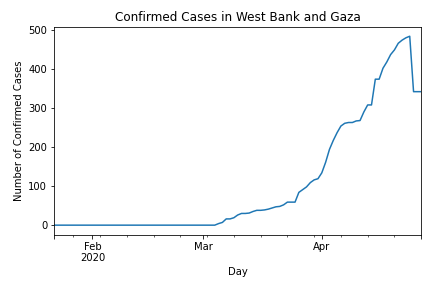 Confirmed Cases in West Bank and Gaza
500
400
300
200
100
0
Number of Confirmed Cases
Feb
2020
Mar
Apr
Day